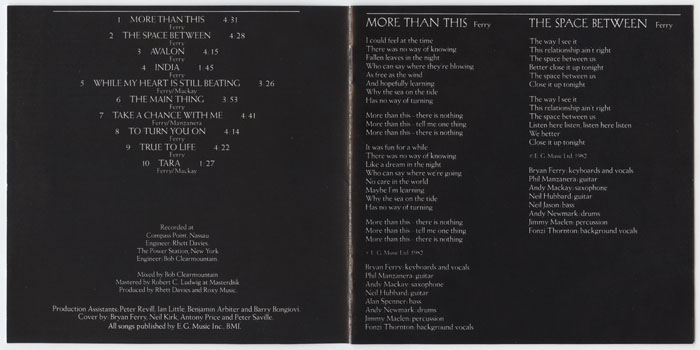 1 MORE THAN THIS 4 31
Ferry
2 THE SPACE BETWEEN 4 28
Ferry
3 AVALON 4 15
Ferry
4 INDIA 1 45
Ferry
5 WHILE MY HEART IS STILL BEATING 3 26
Ferry/Mackay
6 THE MAIN THING 3 53
Ferry
7 TAKE A CHANCE WITH ME 4 41
Ferry/Manzanera
8 TO TURN YOU ON 4 14
Ferry
9 TRUE TO LIFE 4 22
Ferry
10 TARA 1 27
Ferry/Mackay
Recorded at
Compass Point, Nassau
Engineer: Rhett Davies.
The Power Station, New York
Engineer: Bob Clearmountain
Mixed by Bob Clearmountain
Mastered by Robert C. Ludwig at Masterdisk
Produced by Rhett Davies and Roxy Music.
Production Assistants: Peter Revill, Ian Little, Benjamin Arbiter and Barry Bongiovi.
Cover by: Bryan Ferry, Neil Kirk, Antony Price and Peter Saville.
All songs published by E.G. Music Inc., BMI.
MORE THAN THIS Ferry
I could feel at the time
There was no way of knowing
Fallen leaves in the night
Who can say where they're blowing
As free as the wind
And hopefully learning
Why the sea on the tide
Has no way of turning
More than this - there is nothing
More than this - tell me one thing
More than this - there is nothing
It was fun for a while
There was no way of knowing
Like a dream in the night
Who can say where we're going
No care in the world
Maybe I'm learning
Why the sea on the tide
Has no way of turning
More than this - there is nothing
More than this - tell me one thing
More than this - there is nothing
© E.G. Music Ltd. 1982
Bryan Ferry: keyboards and vocals
Phil Manzanera: guitar
Andy Mackay: saxophone
Neil Hubbard: guitar
Alan Spenner: bass
Andy Newmark: drums
Jimmy Maelen: percussion
Fonzi Thornton: background vocals
THE SPACE BETWEEN Ferry
The way I see it
This relationship ain't right
The space between us
Better close it up tonight
The space between us
Close it up tonight
The way I see it
This relationship ain't right
The space between us
Listen here listen, listen here listen
We better
Close it up tonight
© E.G. Music Ltd. 1982
Bryan Ferry: keyboards and vocals
Phil Manzanera: guitar
Andy Mackay: saxophone
Neil Hubbard: guitar
Neil Jason: bass
Andy Newmark: drums
Jimmy Maelen: percussion
Fonzi Thornton: background vocals